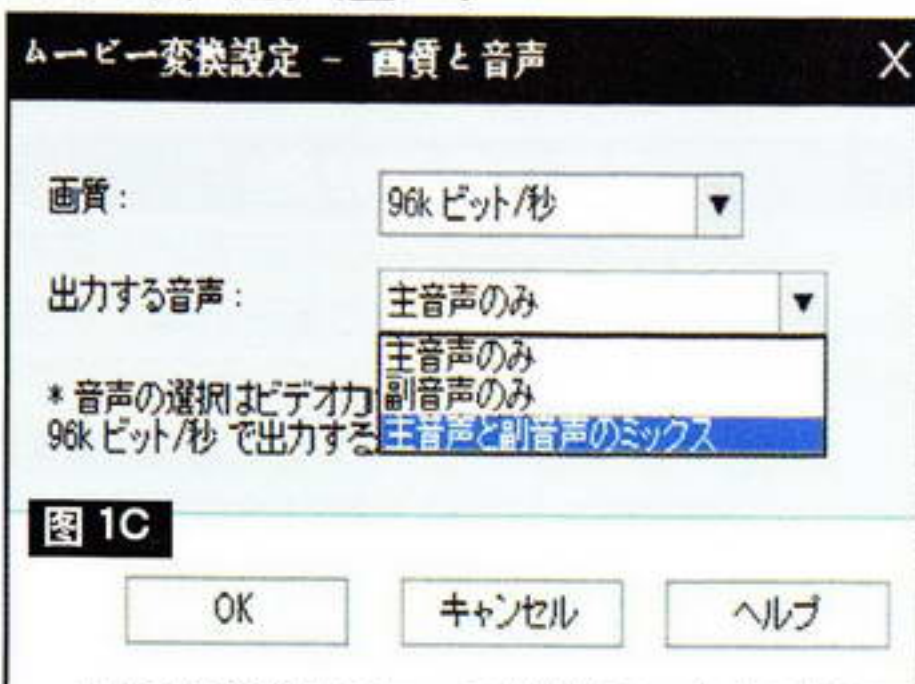 ムービー変換設定 - 画質と音声 X
画質: 96k ビット/秒
出力する音声: 主音声のみ
主音声のみ
副音声のみ
主音声と副音声のミックス
* 音声の選択はビデオカ
96k ビット/秒 で出力する
图 1C
OK キャンセル ヘルプ